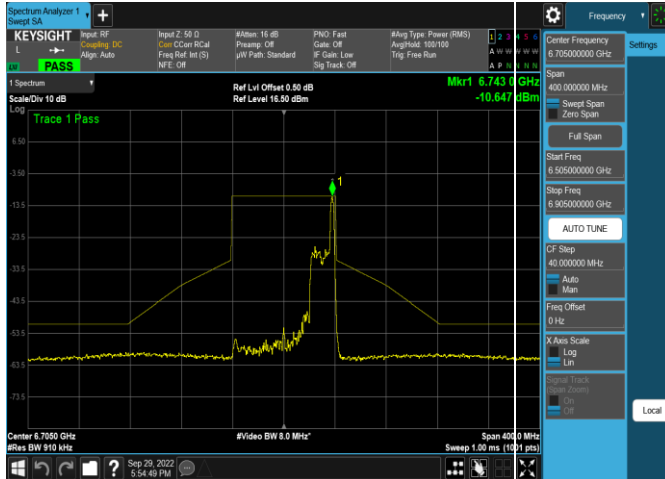 Spectrum Analyzer 1
Swept SA
KEYSIGHT
L
PASS
Input: RF
Coupling: DC
Align: Auto
Input Z: 50 Ω
Corr CCorr RCal
Freq Ref: Int (S)
NFE: Off
#Atten: 16 dB
Preamp: Off
µW Path: Standard
PNO: Fast
Gate: Off
IF Gain: Low
Sig Track: Off
#Avg Type: Power (RMS)
Avg|Hold: 100/100
Trig: Free Run
1 2 3 4 5 6
A W W W W W
A P N N N N
1 Spectrum
Scale/Div 10 dB
Log
Ref Lvl Offset 0.50 dB
Ref Level 16.50 dBm
Mkr1 6.743 0 GHz
-10.647 dBm
Trace 1 Pass
1
6.50
-3.50
-13.5
-23.5
-33.5
-43.5
-53.5
-63.5
-73.5
Center 6.7050 GHz
#Res BW 910 kHz
#Video BW 8.0 MHz*
Span 400.0 MHz
Sweep 1.00 ms (1001 pts)
?
Sep 29, 2022
5:54:49 PM
Frequency
Settings
Center Frequency
6.705000000 GHz
Span
400.000000 MHz
Swept Span
Zero Span
Full Span
Start Freq
6.505000000 GHz
Stop Freq
6.905000000 GHz
AUTO TUNE
CF Step
40.000000 MHz
Auto
Man
Freq Offset
0 Hz
X Axis Scale
Log
Lin
Signal Track
(Span Zoom)
On
Off
Local